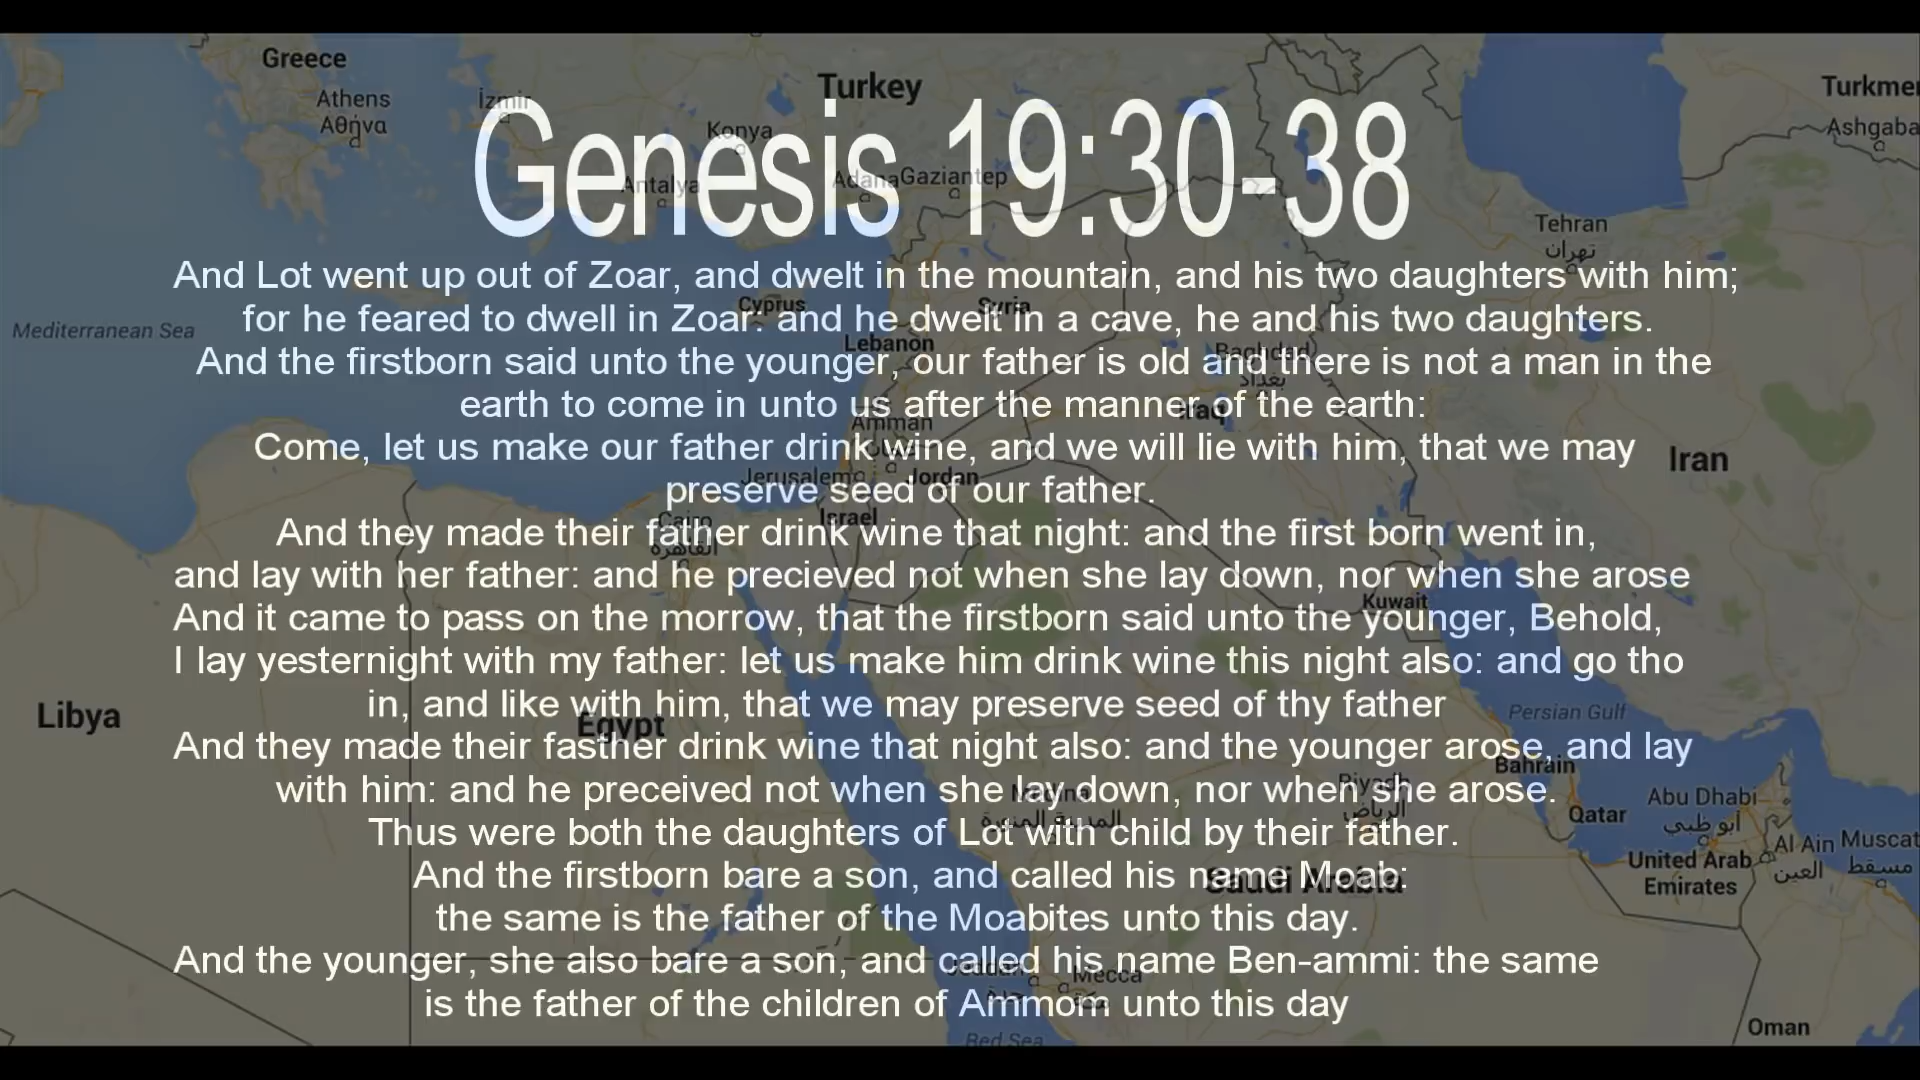 Greece
Turkey
Turkmen
Athens
Αθήνα
İzmir
Konya
Ashgaba
Antalya
Adana
Gaziantep
Genesis 19:30-38
Tehran
تهران
And Lot went up out of Zoar, and dwelt in the mountain, and his two daughters with him;
Cyprus
Syria
Mediterranean Sea
for he feared to dwell in Zoar: and he dwelt in a cave, he and his two daughters.
Lebanon
Baghdad
بغداد
And the firstborn said unto the younger, our father is old and there is not a man in the
earth to come in unto us after the manner of the earth:
Iraq
Amman
Come, let us make our father drink wine, and we will lie with him, that we may
Iran
Jerusalem
Jordan
preserve seed of our father.
Israel
Cairo
القاهرة
And they made their father drink wine that night: and the first born went in,
and lay with her father: and he precieved not when she lay down, nor when she arose
Kuwait
And it came to pass on the morrow, that the firstborn said unto the younger, Behold,
I lay yesternight with my father: let us make him drink wine this night also: and go tho
in, and like with him, that we may preserve seed of thy father
Libya
Egypt
Persian Gulf
And they made their fasther drink wine that night also: and the younger arose, and lay
Bahrain
with him: and he preceived not when she lay down, nor when she arose.
Medina
المدينة المنورة
Riyadh
الرياض
Qatar
Abu Dhabi
أبو ظبي
Thus were both the daughters of Lot with child by their father.
Al Ain
العين
Muscat
مسقط
United Arab
Emirates
And the firstborn bare a son, and called his name Moab:
Saudi Arabia
the same is the father of the Moabites unto this day.
And the younger, she also bare a son, and called his name Ben-ammi: the same
Jeddah
جدة
Mecca
مكة
is the father of the children of Ammom unto this day
Red Sea
Oman